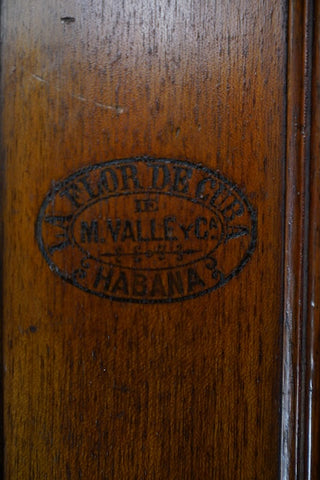 LA FLOR DE CUBA
DE
M. VALLE Y CA.
HABANA